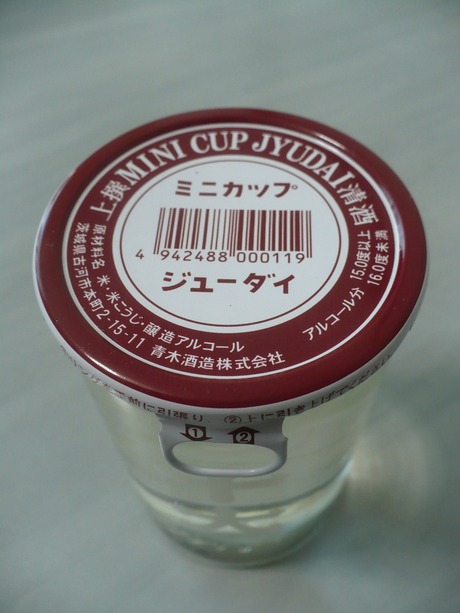 上撰 MINI CUP JYUDAI 清酒
ミニカップ
4 942488 000119
ジューダイ
アルコール分 15.0度以上
16.0度未満
原材料名 米・米こうじ・醸造アルコール
茨城県古河市本町2-15-11 青木酒造株式会社
① ②